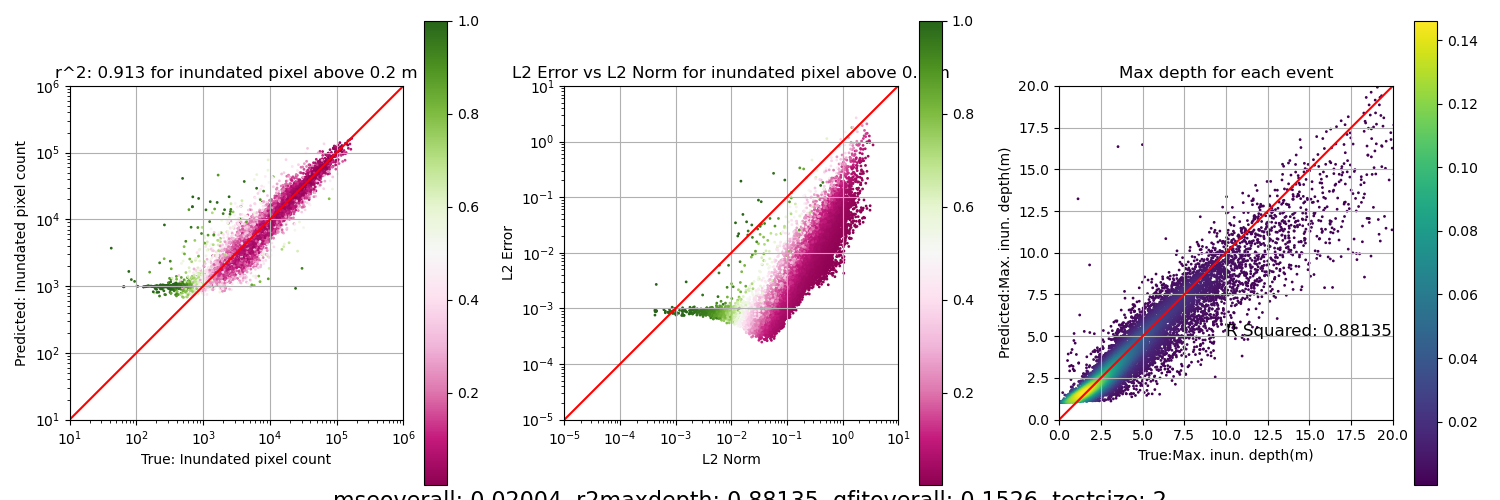 r^2: 0.913 for inundated pixel above 0.2 m
10^6
10^5
10^4
10^3
10^2
10^1
Predicted: Inundated pixel count
10^1 10^2 10^3 10^4 10^5 10^6
True: Inundated pixel count
1.0
0.8
0.6
0.4
0.2
L2 Error vs L2 Norm for inundated pixel above 0.
10^1
10^0
10^−1
10^−2
10^−3
10^−4
10^−5
L2 Error
10^−5 10^−4 10^−3 10^−2 10^−1 10^0 10^1
L2 Norm
1.0
0.8
0.6
0.4
0.2
Max depth for each event
20.0
17.5
15.0
12.5
10.0
7.5
5.0
2.5
0.0
Predicted:Max. inun. depth(m)
R Squared: 0.88135
0.0 2.5 5.0 7.5 10.0 12.5 15.0 17.5 20.0
True:Max. inun. depth(m)
0.14
0.12
0.10
0.08
0.06
0.04
0.02
mseoverall: 0.02004, r2maxdepth: 0.88135, gfitoverall: 0.1526, testsize: 2